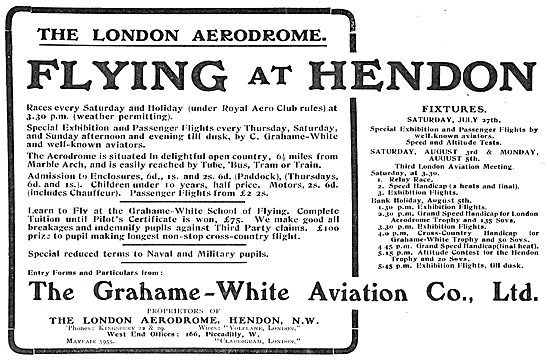 THE LONDON AERODROME.
FLYING AT HENDON
Races every Saturday and Holiday (under Royal Aero Club rules) at
3.30 p.m. (weather permitting).
Special Exhibition and Passenger Flights every Thursday, Saturday,
and Sunday afternoon and evening till dusk, by C. Grahame-White
and well-known aviators.
The Aerodrome is situated in delightful open country, 6½ miles from
Marble Arch, and is easily reached by Tube, 'Bus, Tram or Train.
Admission to Enclosures, 6d., 1s. and 2s. 6d. (Paddock), (Thursdays,
6d. and 1s.). Children under 10 years, half price. Motors, 2s. 6d.
(includes Chauffeur). Passenger Flights from £2 2s.
Learn to Fly at the Grahame-White School of Flying. Complete
Tuition until Pilot's Certificate is won, £75. We make good all
breakages and indemnify pupils against Third Party claims. £100
prize to pupil making longest non-stop cross-country flight.
Special reduced terms to Naval and Military pupils.
FIXTURES.
SATURDAY, JULY 27th.
Special Exhibition and Passenger Flights by
well-known aviators.
Speed and Altitude Tests.
SATURDAY, AUGUST 3rd & MONDAY,
AUGUST 5th.
Third London Aviation Meeting.
Saturday, at 3.30.
1. Relay Race.
2. Speed Handicap (2 heats and final).
3. Exhibition Flights.
Bank Holiday, August 5th.
1.30 p.m. Exhibition Flights.
2.30 p.m. Grand Speed Handicap for London
Aerodrome Trophy and 135 Sovs.
3.30 p.m. Exhibition Flights.
4.0 p.m. Cross-Country Handicap for
Grahame-White Trophy and 50 Sovs.
4.45 p.m. Grand Speed Handicap (final heat).
5.15 p.m. Altitude Contest for the Hendon
Trophy and 20 Sovs.
5.45 p.m. Exhibition Flights, till dusk.
Entry Forms and Particulars from:
The Grahame-White Aviation Co., Ltd.
PROPRIETORS OF
THE LONDON AERODROME, HENDON, N.W.
'Phones: KINGSBURY 22 & 29. Wires: "VOLPLANE, LONDON."
West End Offices: 166, Piccadilly, W.
MAYFAIR 5955. "CLAUDIGRAM, LONDON."